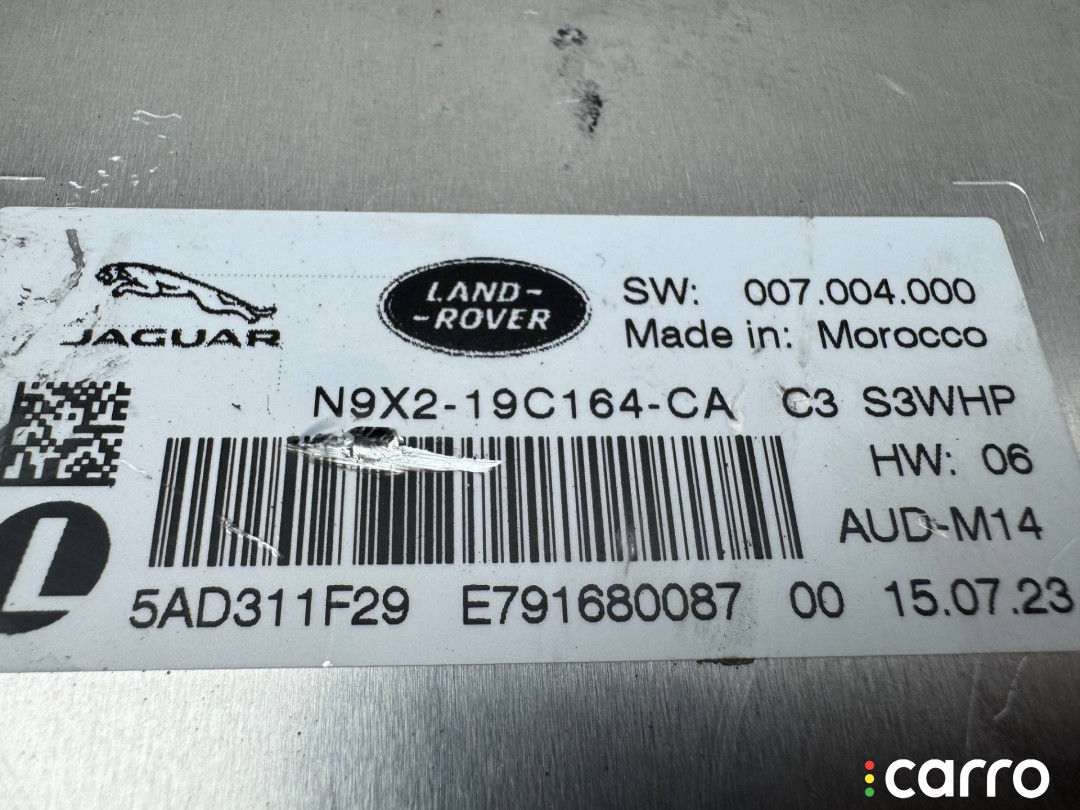 JAGUAR
LAND-
-ROVER
SW: 007.004.000
Made in: Morocco
N9X2-19C164-CA C3 S3WHP
HW: 06
AUD-M14
L
5AD311F29 E791680087 00 15.07.23
carro